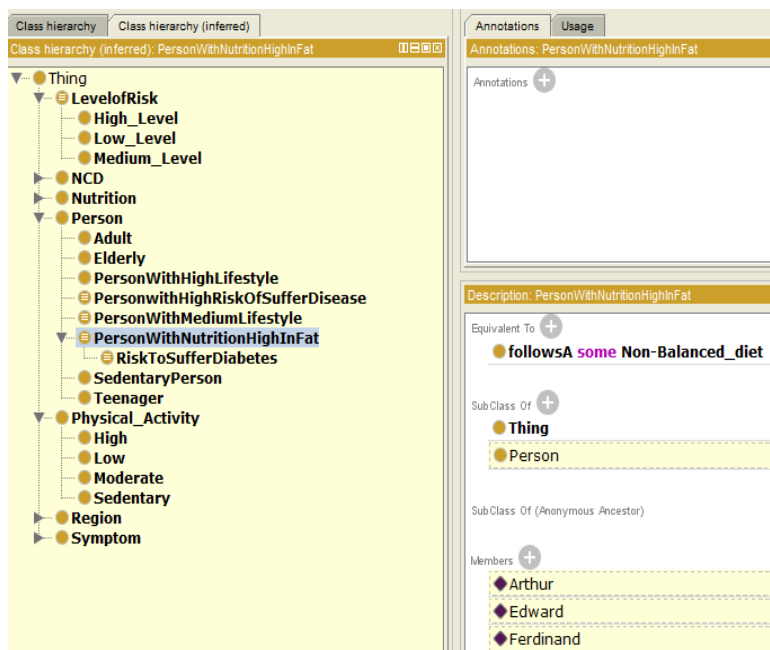 Class hierarchy
Class hierarchy (inferred)
Class hierarchy (inferred): PersonWithNutritionHighInFat
Thing
LevelofRisk
High_Level
Low_Level
Medium_Level
NCD
Nutrition
Person
Adult
Elderly
PersonWithHighLifestyle
PersonwithHighRiskOfSufferDisease
PersonWithMediumLifestyle
PersonWithNutritionHighInFat
RiskToSufferDiabetes
SedentaryPerson
Teenager
Physical_Activity
High
Low
Moderate
Sedentary
Region
Symptom
Annotations
Usage
Annotations: PersonWithNutritionHighInFat
Annotations
Description: PersonWithNutritionHighInFat
Equivalent To
followsA some Non-Balanced_diet
SubClass Of
Thing
Person
SubClass Of (Anonymous Ancestor)
Members
Arthur
Edward
Ferdinand